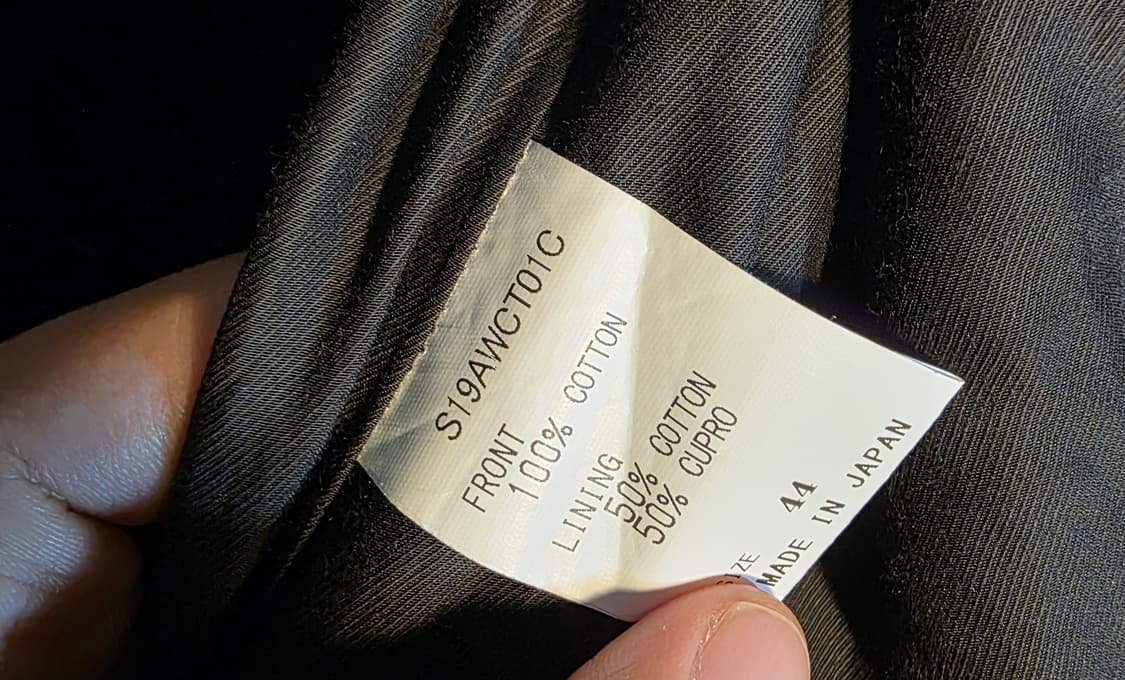 S19AWCT01C
FRONT
100% COTTON
LINING
50% COTTON
50% CUPRO
44
MADE IN JAPAN